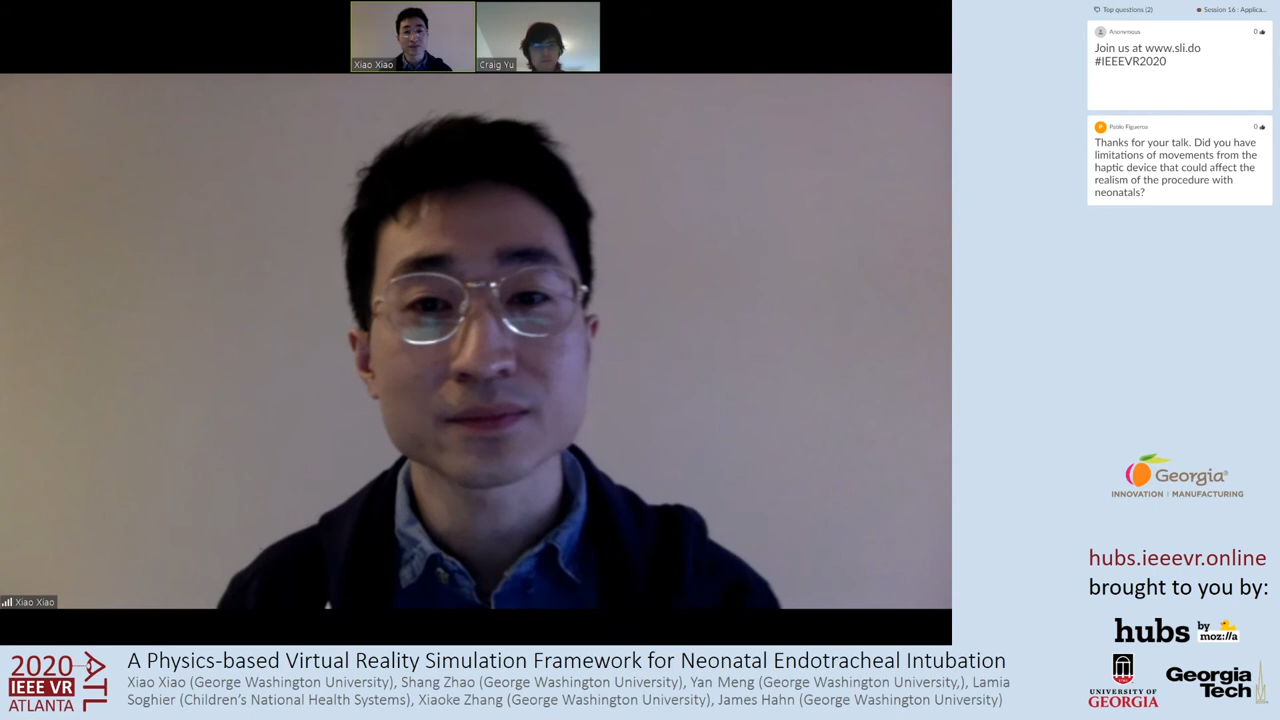 Xiao Xiao
Craig Yu
Top questions (2)
Session 16 : Applica...
Anonymous
0
Join us at www.sli.do
#IEEEVR2020
P
Pablo Figueroa
0
Thanks for your talk. Did you have
limitations of movements from the
haptic device that could affect the
realism of the procedure with
neonatals?
Georgia®
INNOVATION | MANUFACTURING
hubs.ieeevr.online
brought to you by:
hubs by
moz://a
UNIVERSITY OF
GEORGIA
Georgia
Tech
Xiao Xiao
2020
IEEE VR
ATLANTA
ATL
A Physics-based Virtual Reality Simulation Framework for Neonatal Endotracheal Intubation
Xiao Xiao (George Washington University), Shang Zhao (George Washington University), Yan Meng (George Washington University,), Lamia
Soghier (Children’s National Health Systems), Xiaoke Zhang (George Washington University), James Hahn (George Washington University)